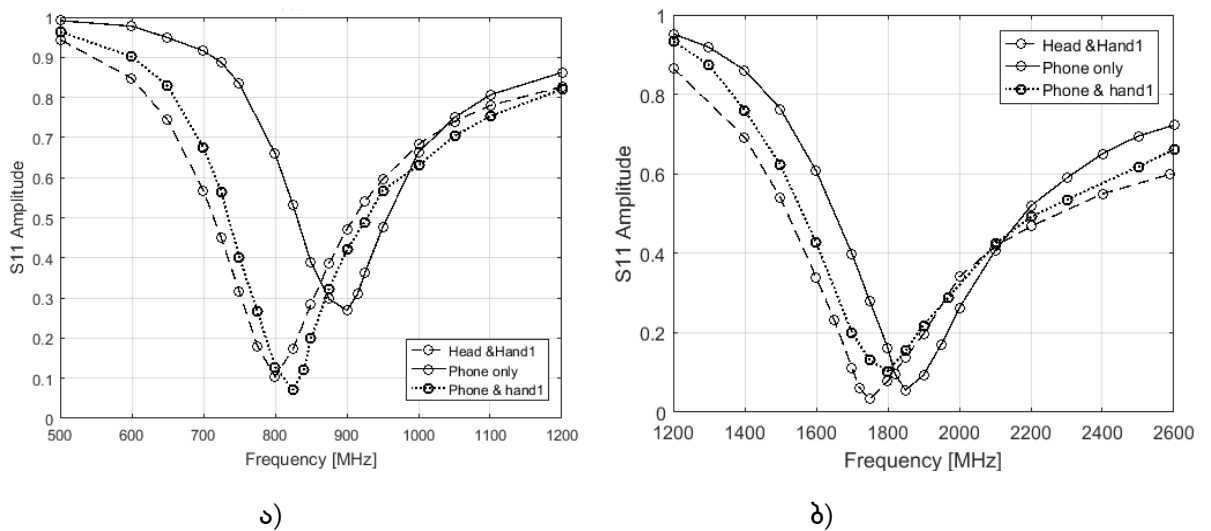 S11 Amplitude
1
0.9
0.8
0.7
0.6
0.5
0.4
0.3
0.2
0.1
0
500 600 700 800 900 1000 1100 1200
Frequency [MHz]
Head &Hand1
Phone only
Phone & hand1
ა)
S11 Amplitude
1
0.8
0.6
0.4
0.2
0
1200 1400 1600 1800 2000 2200 2400 2600
Frequency [MHz]
Head &Hand1
Phone only
Phone & hand1
ბ)